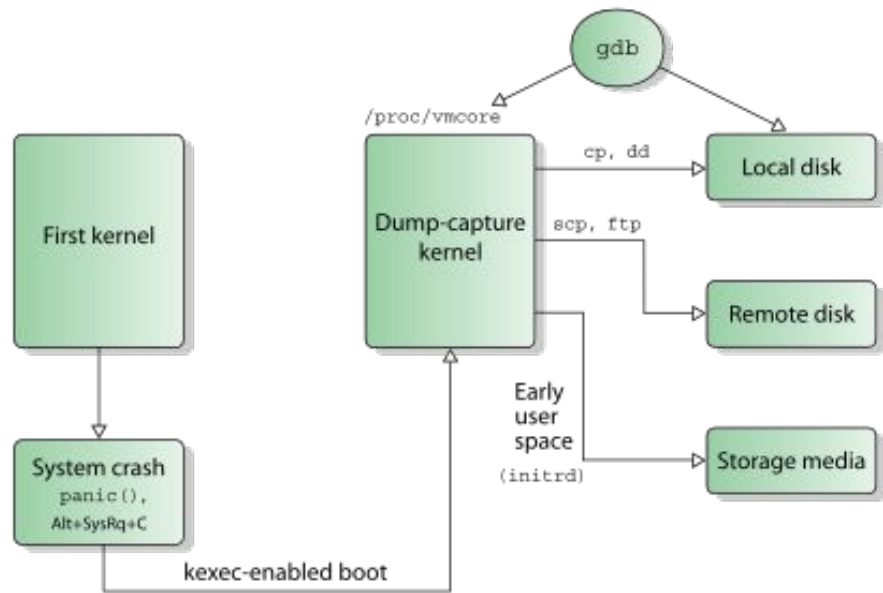 gdb
/proc/vmcore
First kernel
Dump-capture
kernel
cp, dd
Local disk
scp, ftp
Remote disk
Early
user
space
(initrd)
Storage media
System crash
panic(),
Alt+SysRq+C
kexec-enabled boot